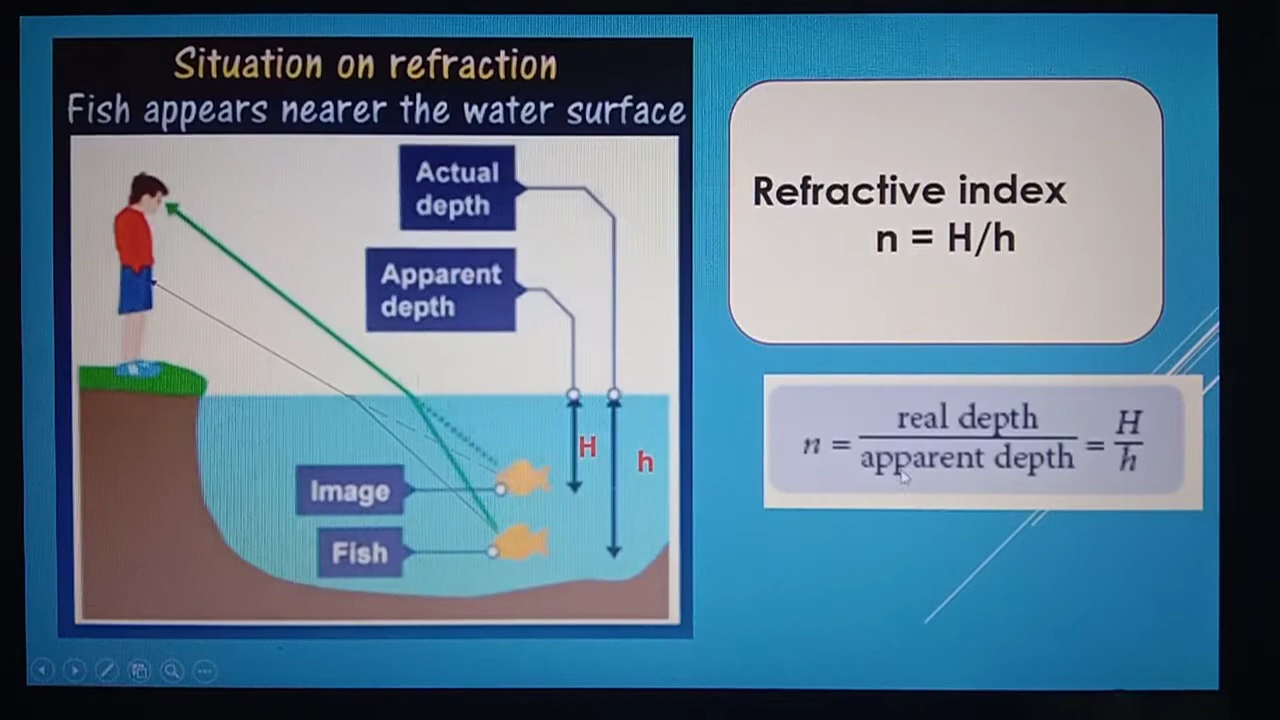 Situation on refraction
Fish appears nearer the water surface
Actual
depth
Apparent
depth
H
h
Image
Fish
Refractive index
n = H/h
n = real depth / apparent depth = H / h